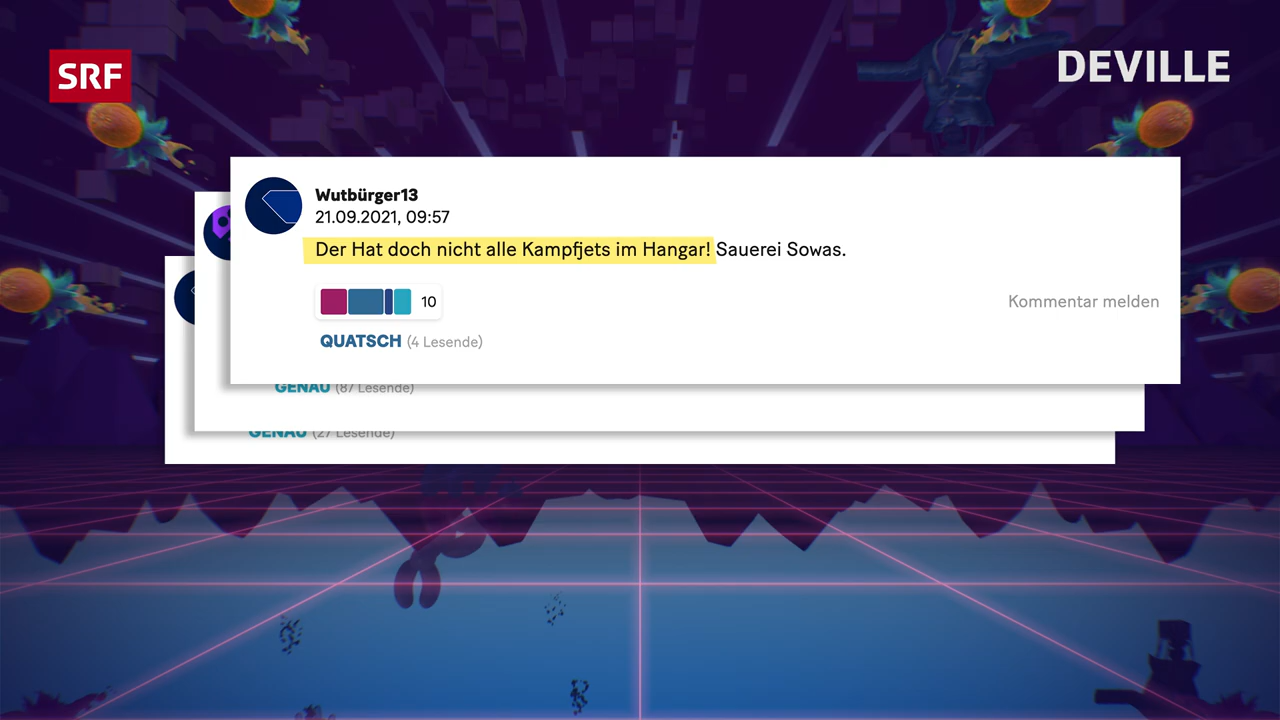 SRF
DEVILLE
Wutbürger13
21.09.2021, 09:57
Der Hat doch nicht alle Kampfjets im Hangar! Sauerei Sowas.
10
Kommentar melden
QUATSCH (4 Lesende)
GENAU (87 Lesende)
GENAU (27 Lesende)